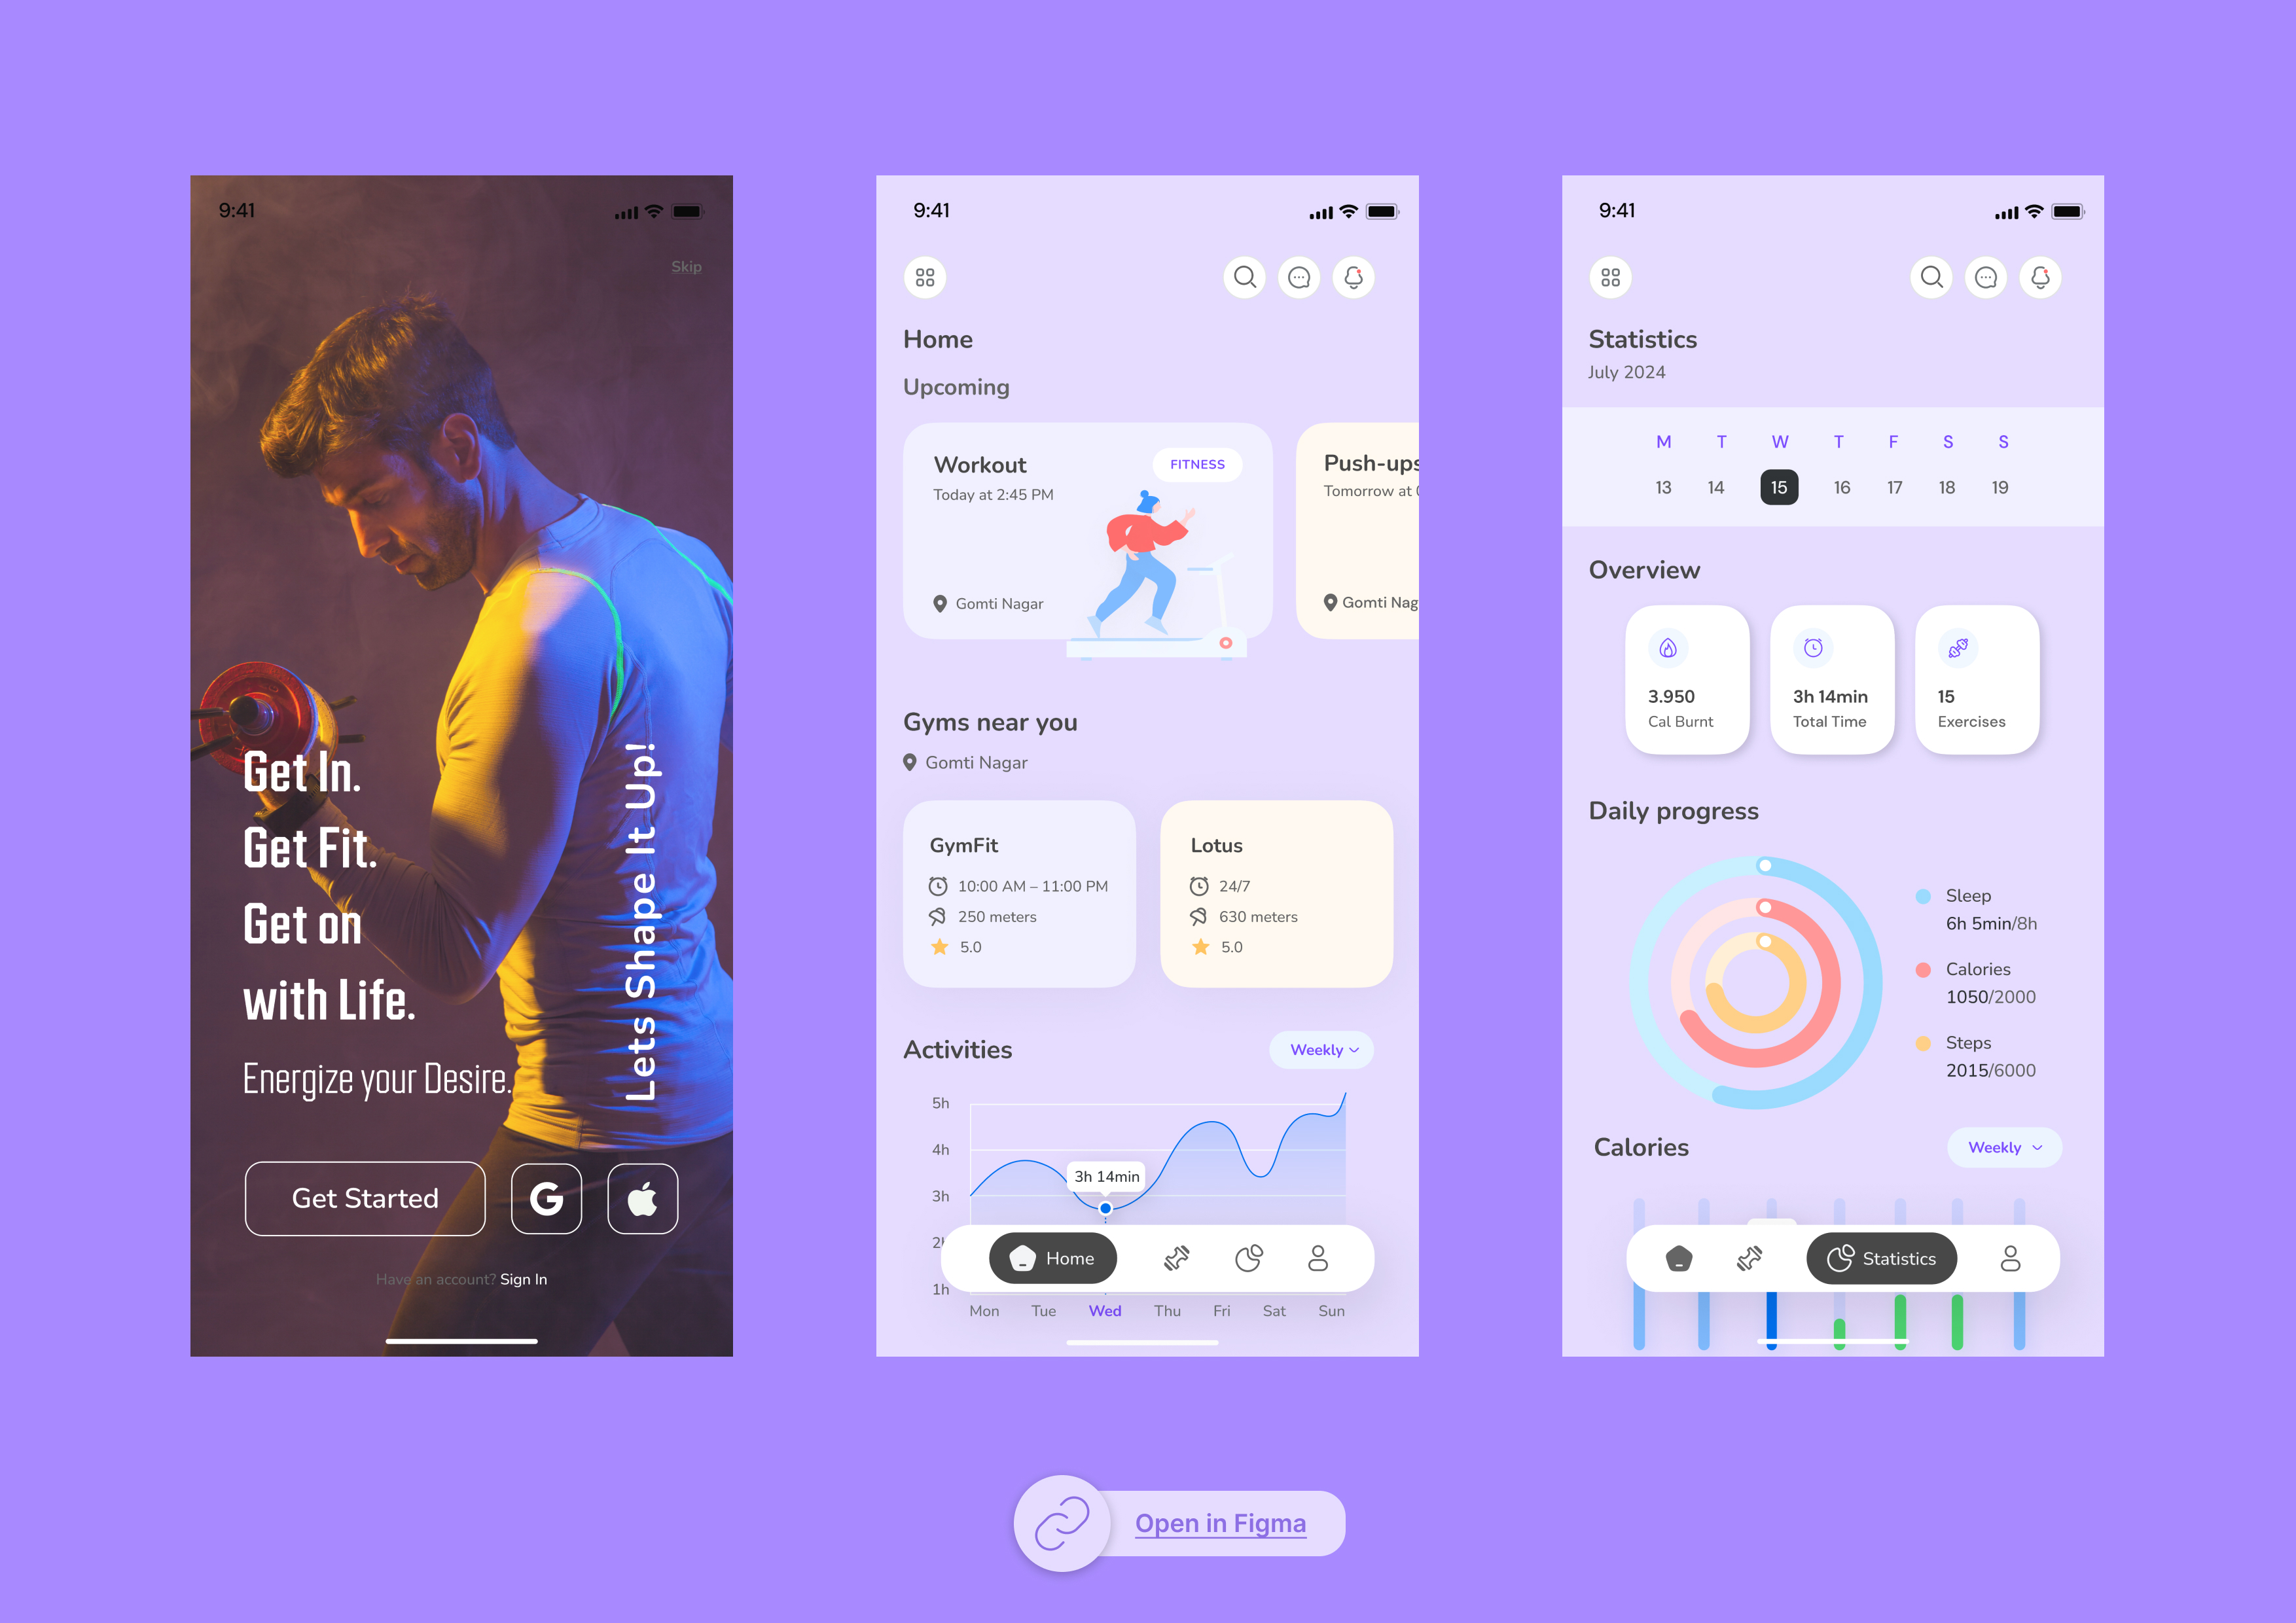 9:41
Skip
Get In.
Get Fit.
Get on
with Life.
Energize your Desire.
Lets Shape It Up!
Get Started
Have an account? Sign In
9:41
Home
Upcoming
Workout
FITNESS
Today at 2:45 PM
Gomti Nagar
Push-ups
Tomorrow at
Gomti Nag
Gyms near you
Gomti Nagar
GymFit
10:00 AM – 11:00 PM
250 meters
5.0
Lotus
24/7
630 meters
5.0
Activities
Weekly
5h
4h
3h
2h
1h
3h 14min
Home
Mon Tue Wed Thu Fri Sat Sun
9:41
Statistics
July 2024
M T W T F S S
13 14 15 16 17 18 19
Overview
3.950
Cal Burnt
3h 14min
Total Time
15
Exercises
Daily progress
Sleep
6h 5min/8h
Calories
1050/2000
Steps
2015/6000
Calories
Weekly
Statistics
Open in Figma